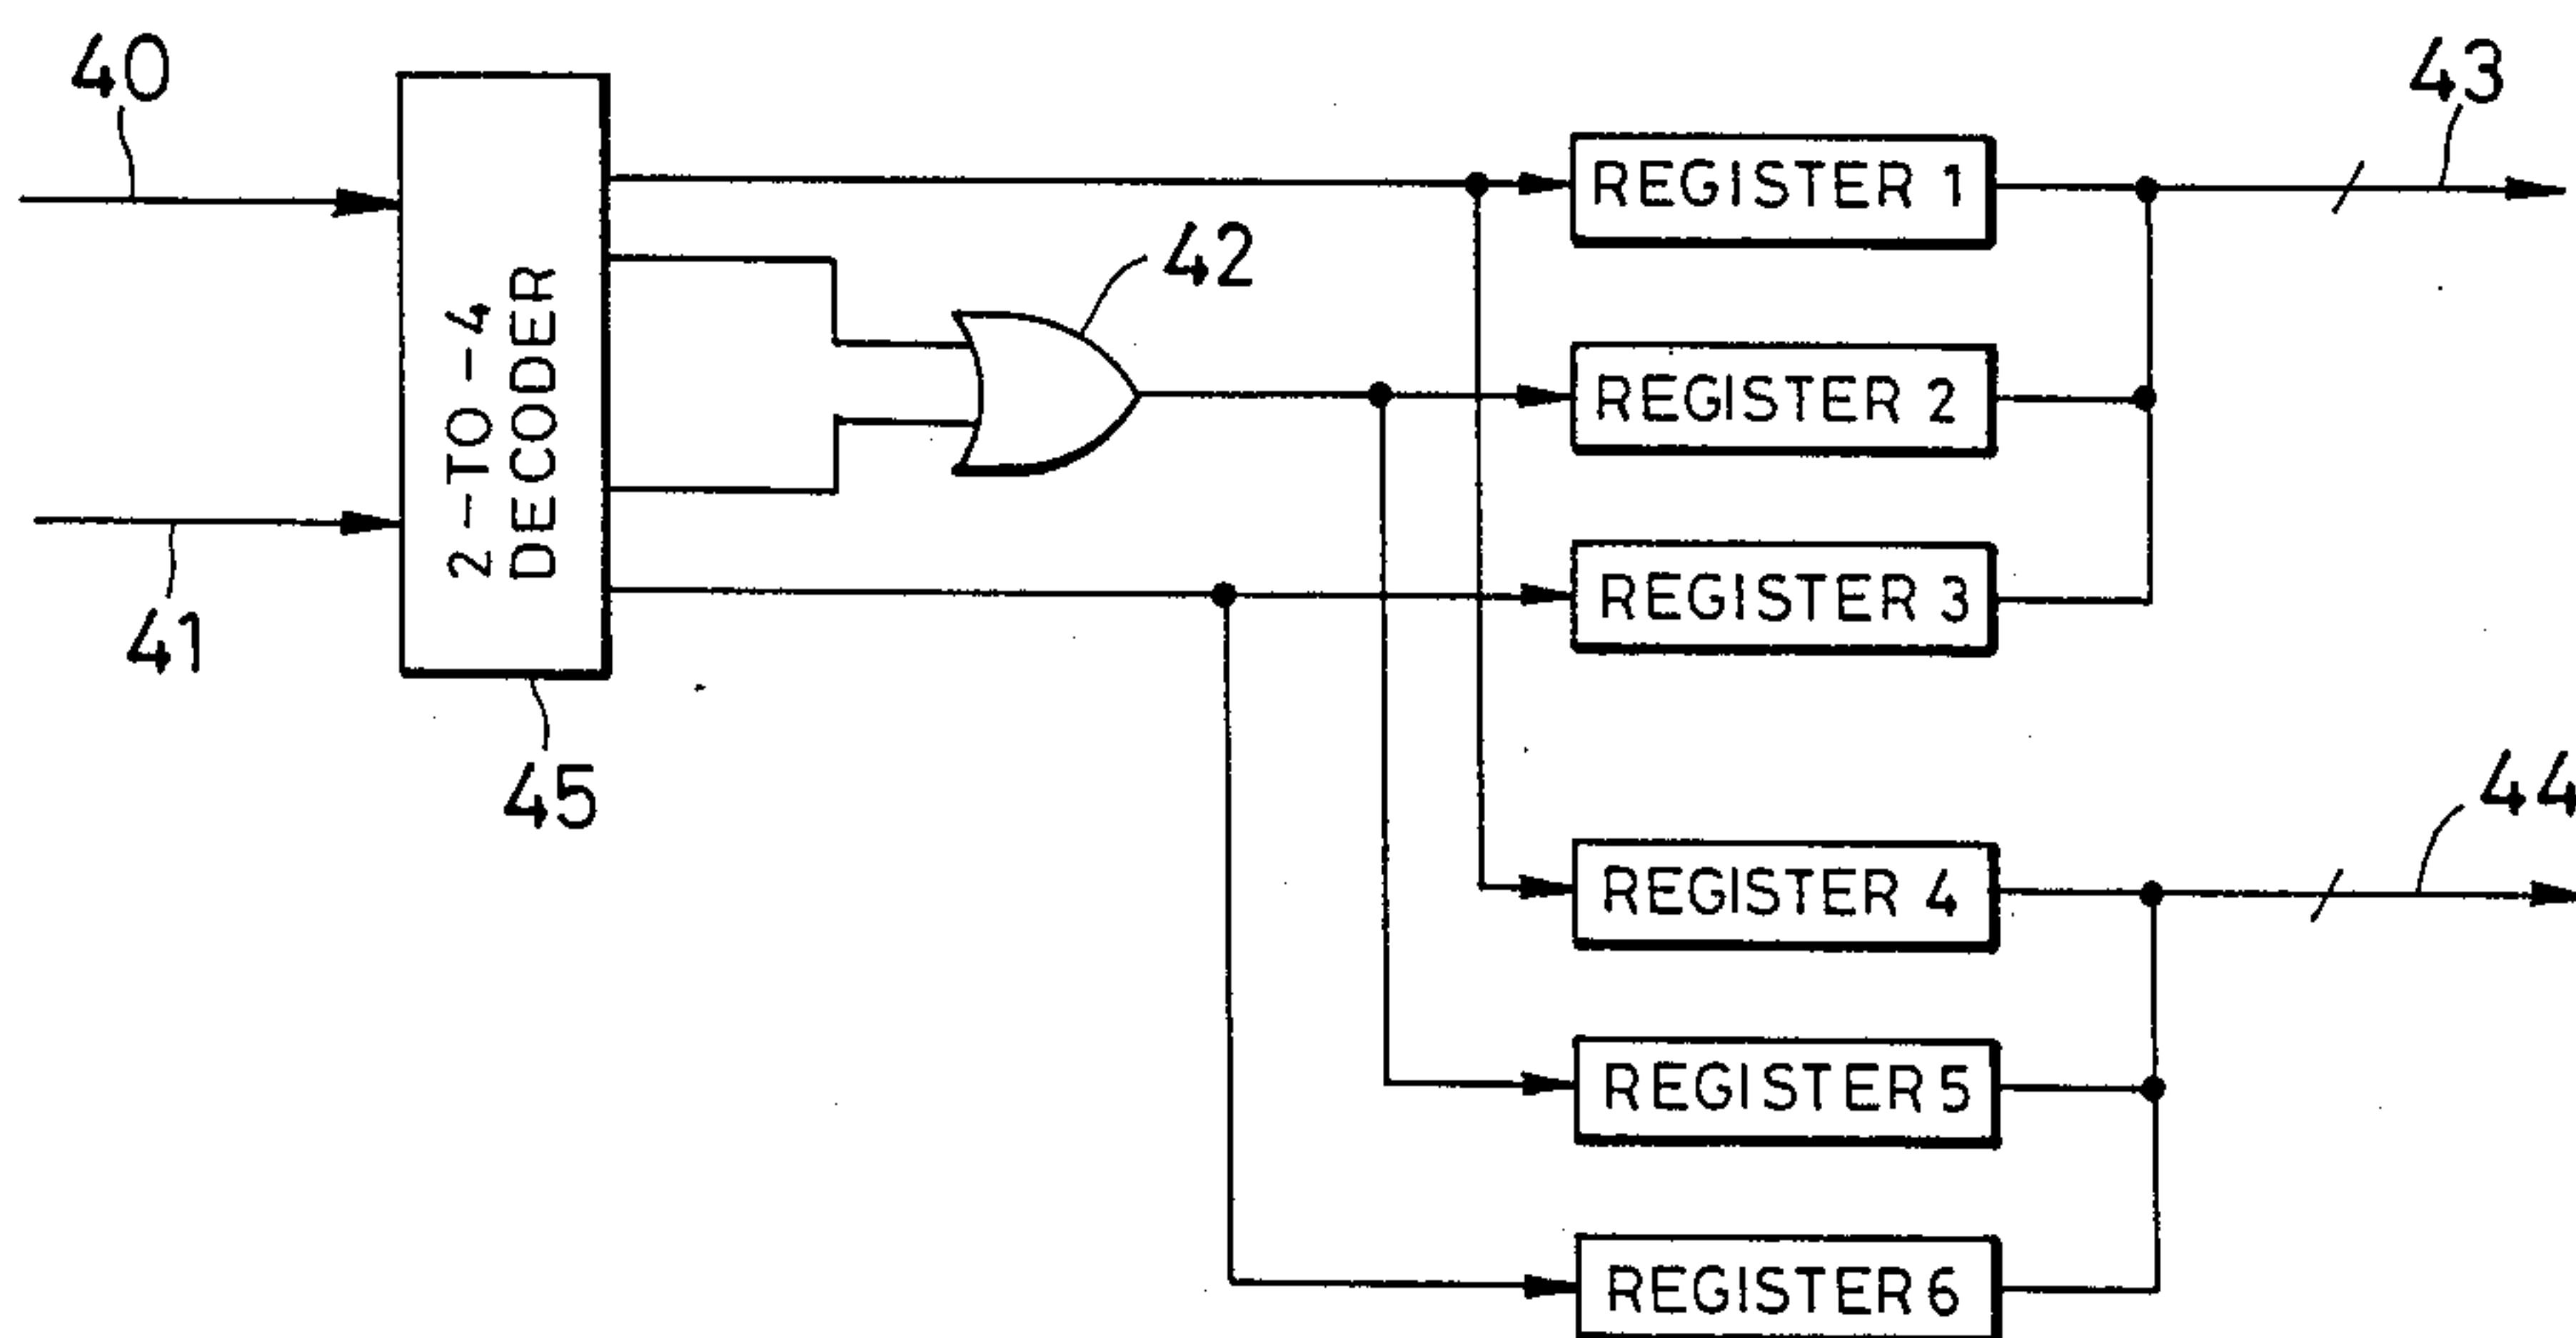 40
43
REGISTER 1
42
2-TO-4
DECODER
REGISTER 2
REGISTER 3
41
45
44
REGISTER 4
REGISTER 5
REGISTER 6